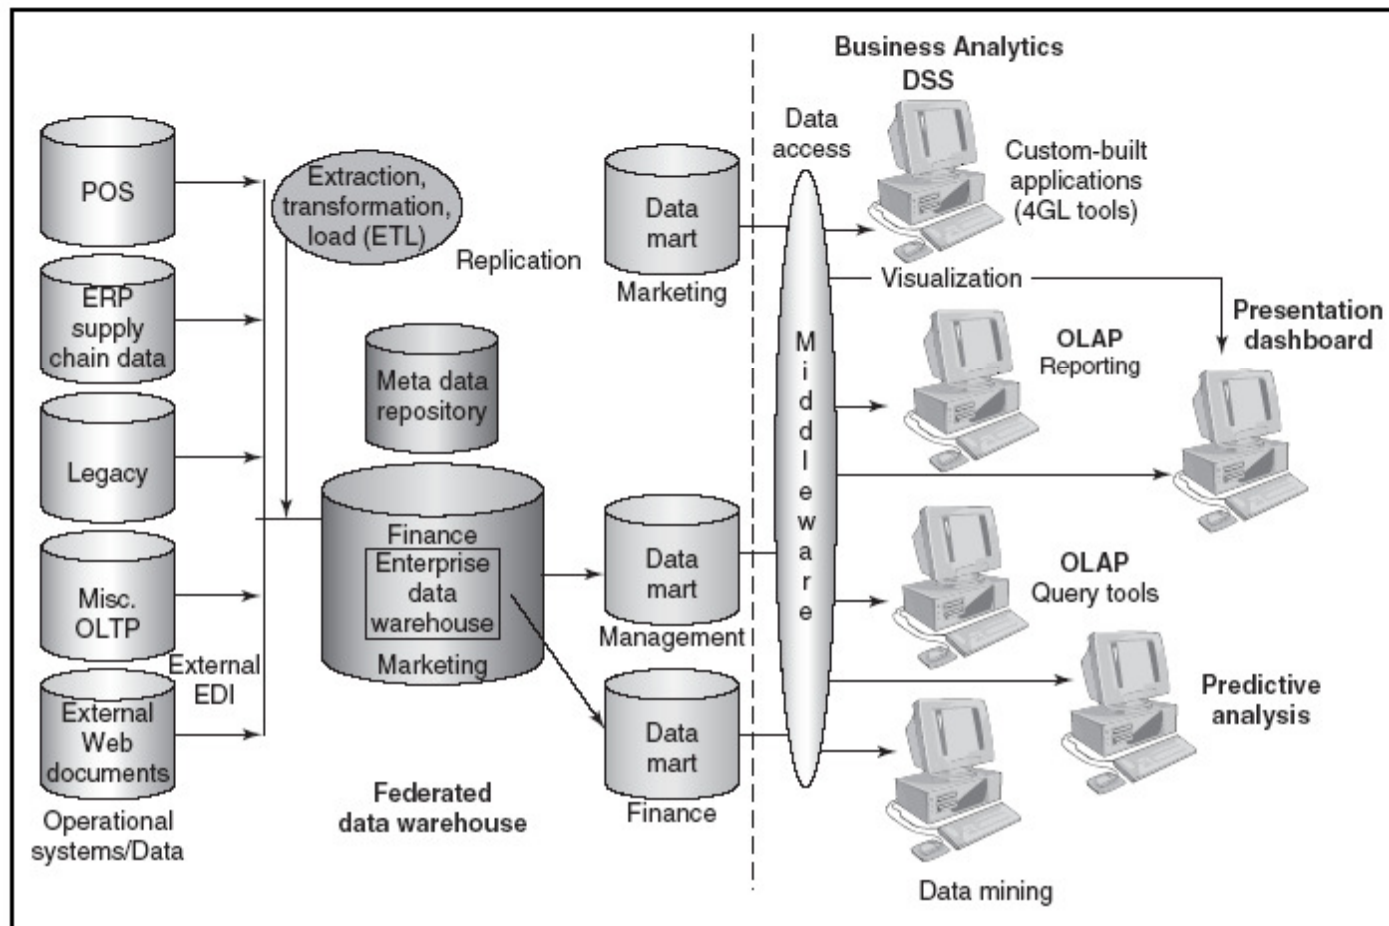 Business Analytics
DSS
Data
access
Custom-built
applications
(4GL tools)
POS
Extraction,
transformation,
load (ETL)
Replication
Data
mart
Marketing
Visualization
ERP
supply
chain data
Meta data
repository
Middleware
OLAP
Reporting
Presentation
dashboard
Legacy
Finance
Enterprise
data
warehouse
Marketing
Data
mart
Management
OLAP
Query tools
Misc.
OLTP
External
EDI
External
Web
documents
Operational
systems/Data
Federated
data warehouse
Data
mart
Finance
Predictive
analysis
Data mining